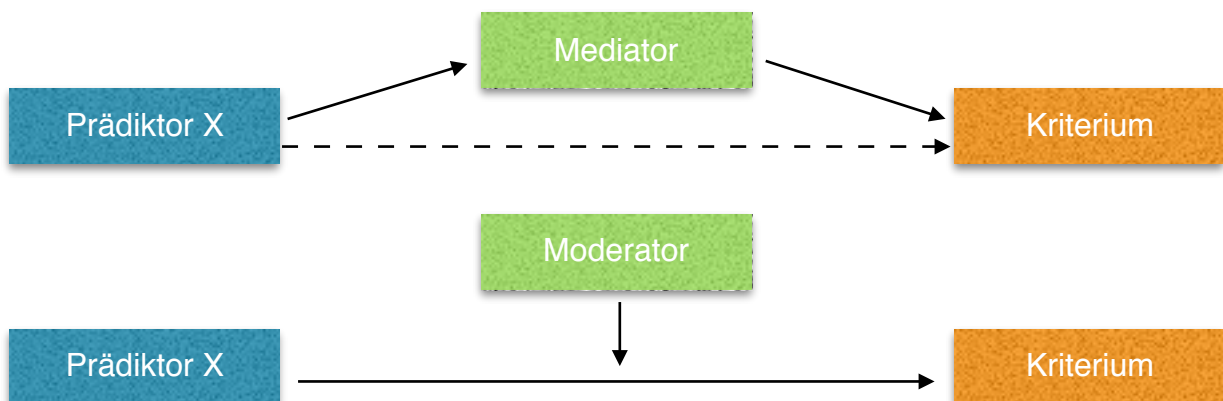 Mediator
Prädiktor X
Kriterium
Moderator
Prädiktor X
Kriterium